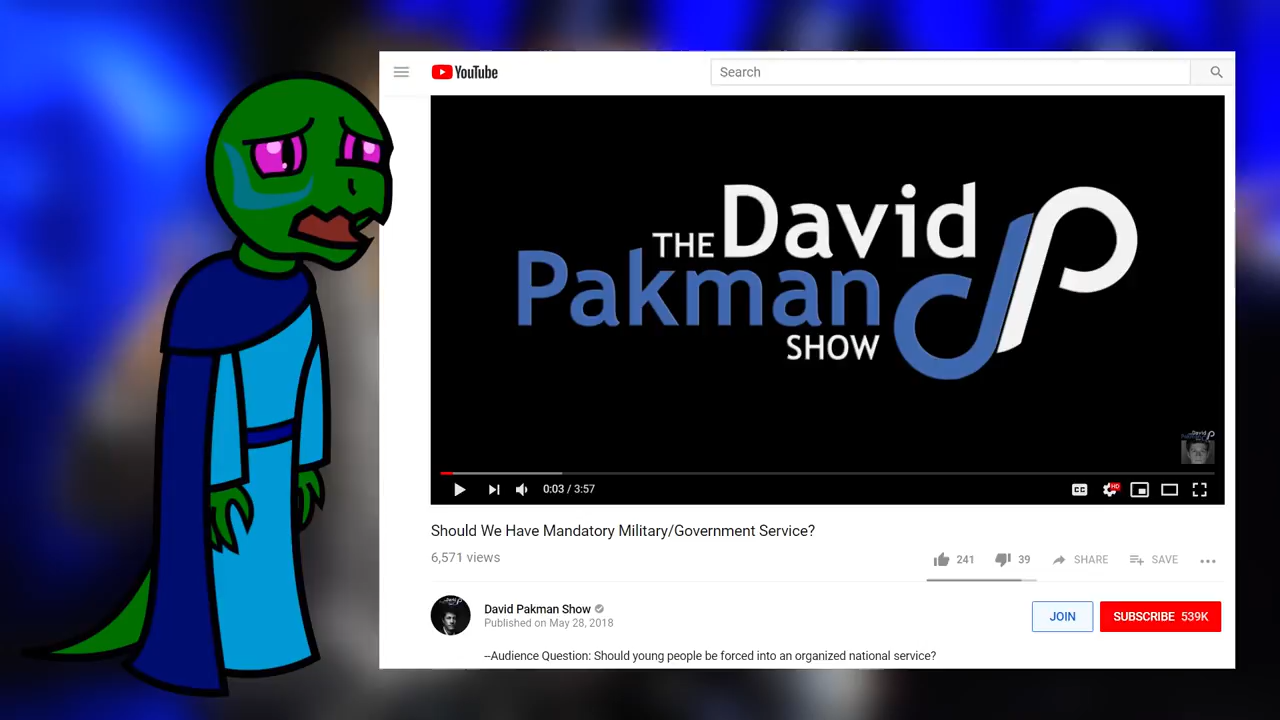 YouTube
Search
THE David
Pakman
SHOW
0:03 / 3:57
CC
HD
Should We Have Mandatory Military/Government Service?
6,571 views
241
39
SHARE
SAVE
David Pakman Show
Published on May 28, 2018
JOIN
SUBSCRIBE 539K
--Audience Question: Should young people be forced into an organized national service?